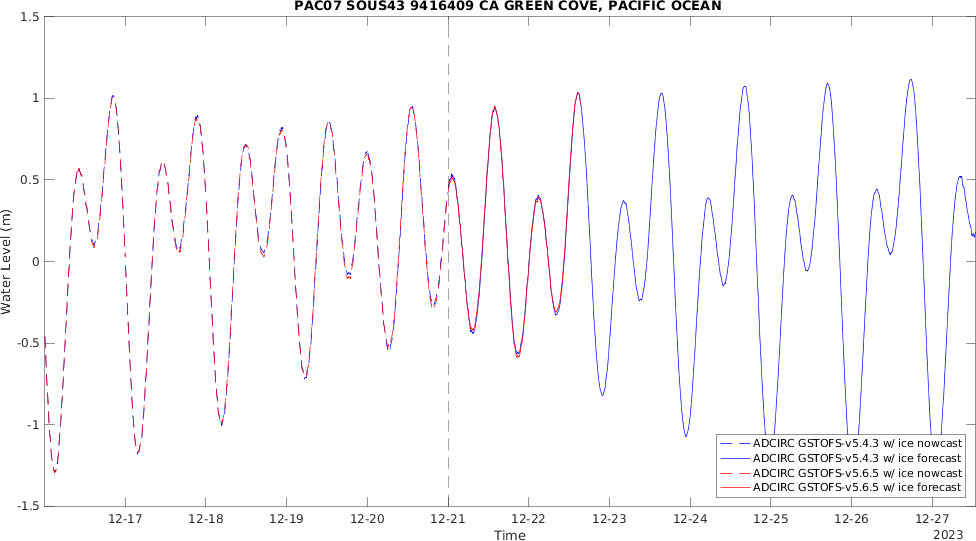 PAC07 SOUS43 9416409 CA GREEN COVE, PACIFIC OCEAN
1.5
1
0.5
0
-0.5
-1
-1.5
Water Level (m)
12-17 12-18 12-19 12-20 12-21 12-22 12-23 12-24 12-25 12-26 12-27
Time
2023
ADCIRC GSTOFS-v5.4.3 w/ ice nowcast
ADCIRC GSTOFS-v5.4.3 w/ ice forecast
ADCIRC GSTOFS-v5.6.5 w/ ice nowcast
ADCIRC GSTOFS-v5.6.5 w/ ice forecast